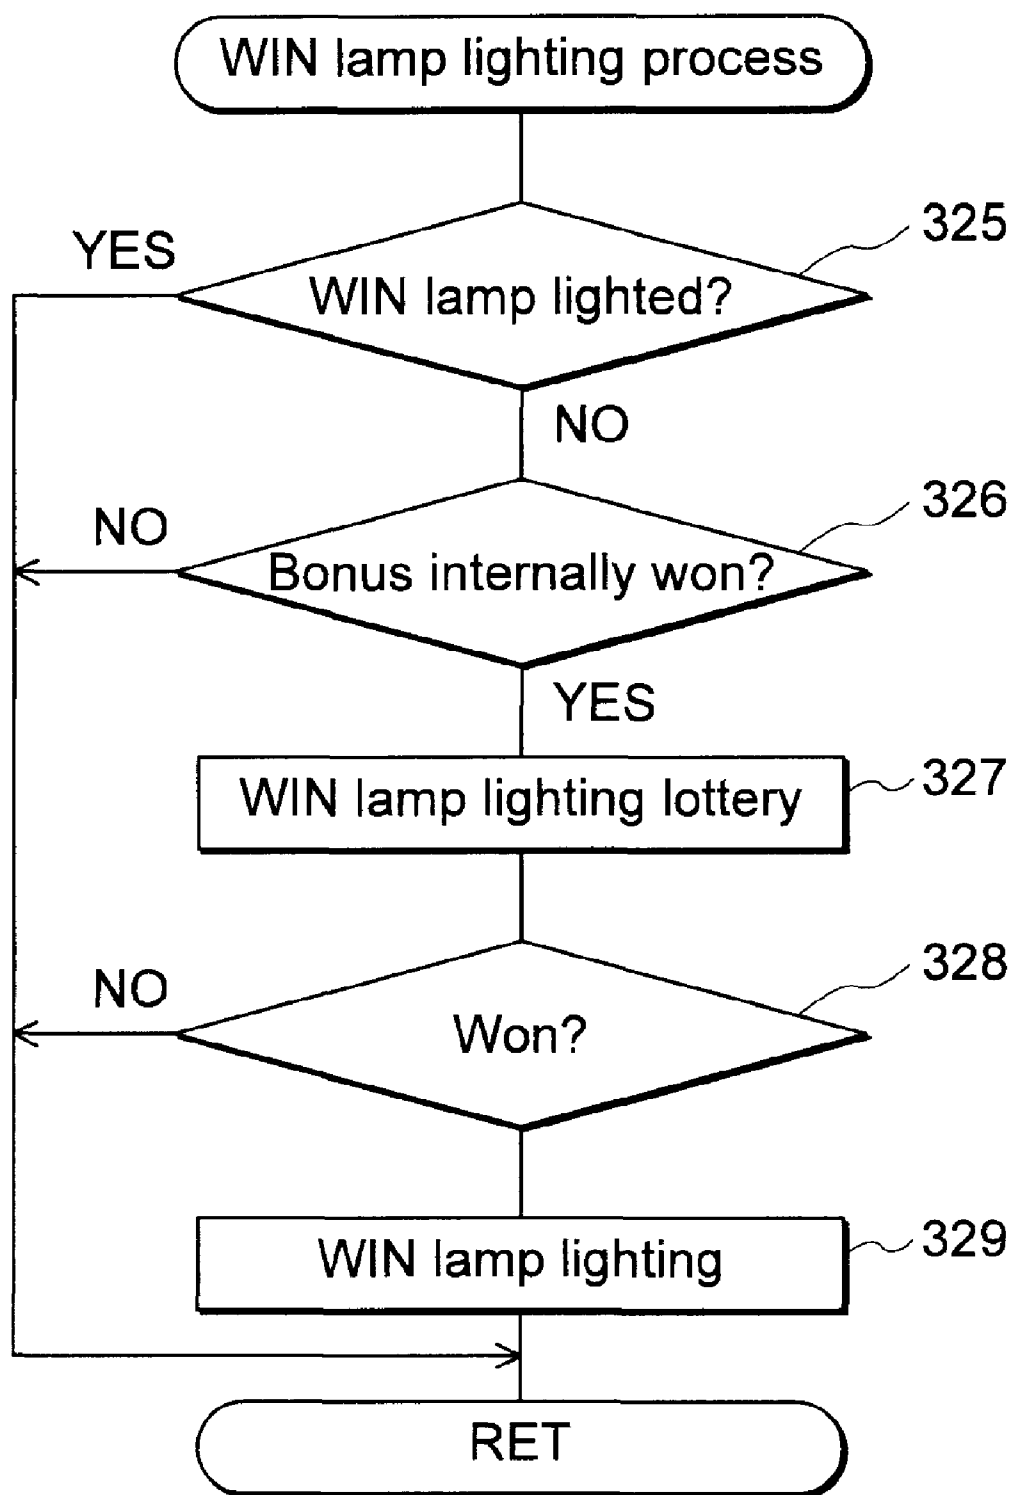 WIN lamp lighting process
325
YES
WIN lamp lighted?
NO
326
NO
Bonus internally won?
YES
WIN lamp lighting lottery
327
328
NO
Won?
WIN lamp lighting
329
RET